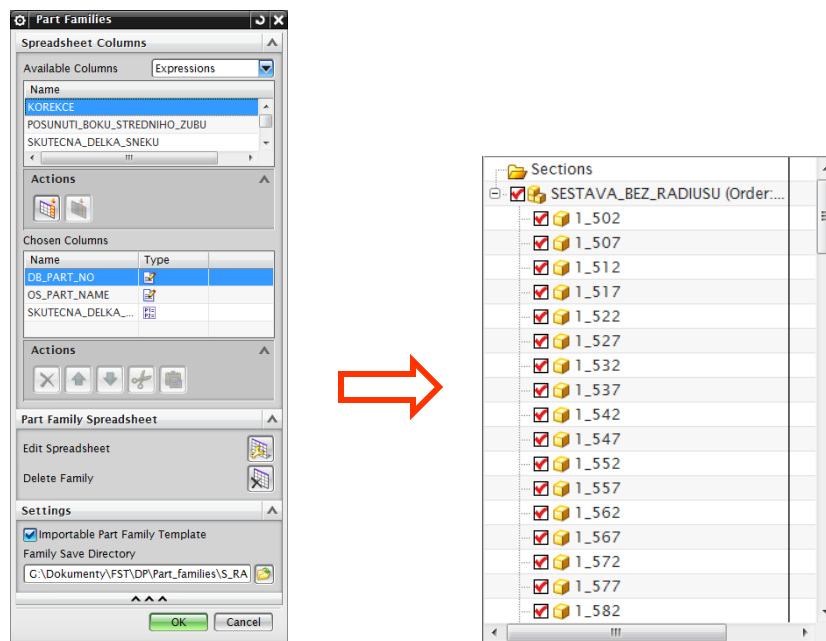 Part Families
Spreadsheet Columns
Available Columns Expressions
Name
KOREKCE
POSUNUTI_BOKU_STREDNIHO_ZUBU
SKUTECNA_DELKA_SNEKU
Actions
Chosen Columns
Name Type
DB_PART_NO
OS_PART_NAME
SKUTECNA_DELKA_...
Actions
Part Family Spreadsheet
Edit Spreadsheet
Delete Family
Settings
Importable Part Family Template
Family Save Directory
G:\Dokumenty\FST\DP\Part_families\S_RA
OK Cancel
Sections
SESTAVA_BEZ_RADIUSU (Order:...
1_502
1_507
1_512
1_517
1_522
1_527
1_532
1_537
1_542
1_547
1_552
1_557
1_562
1_567
1_572
1_577
1_582